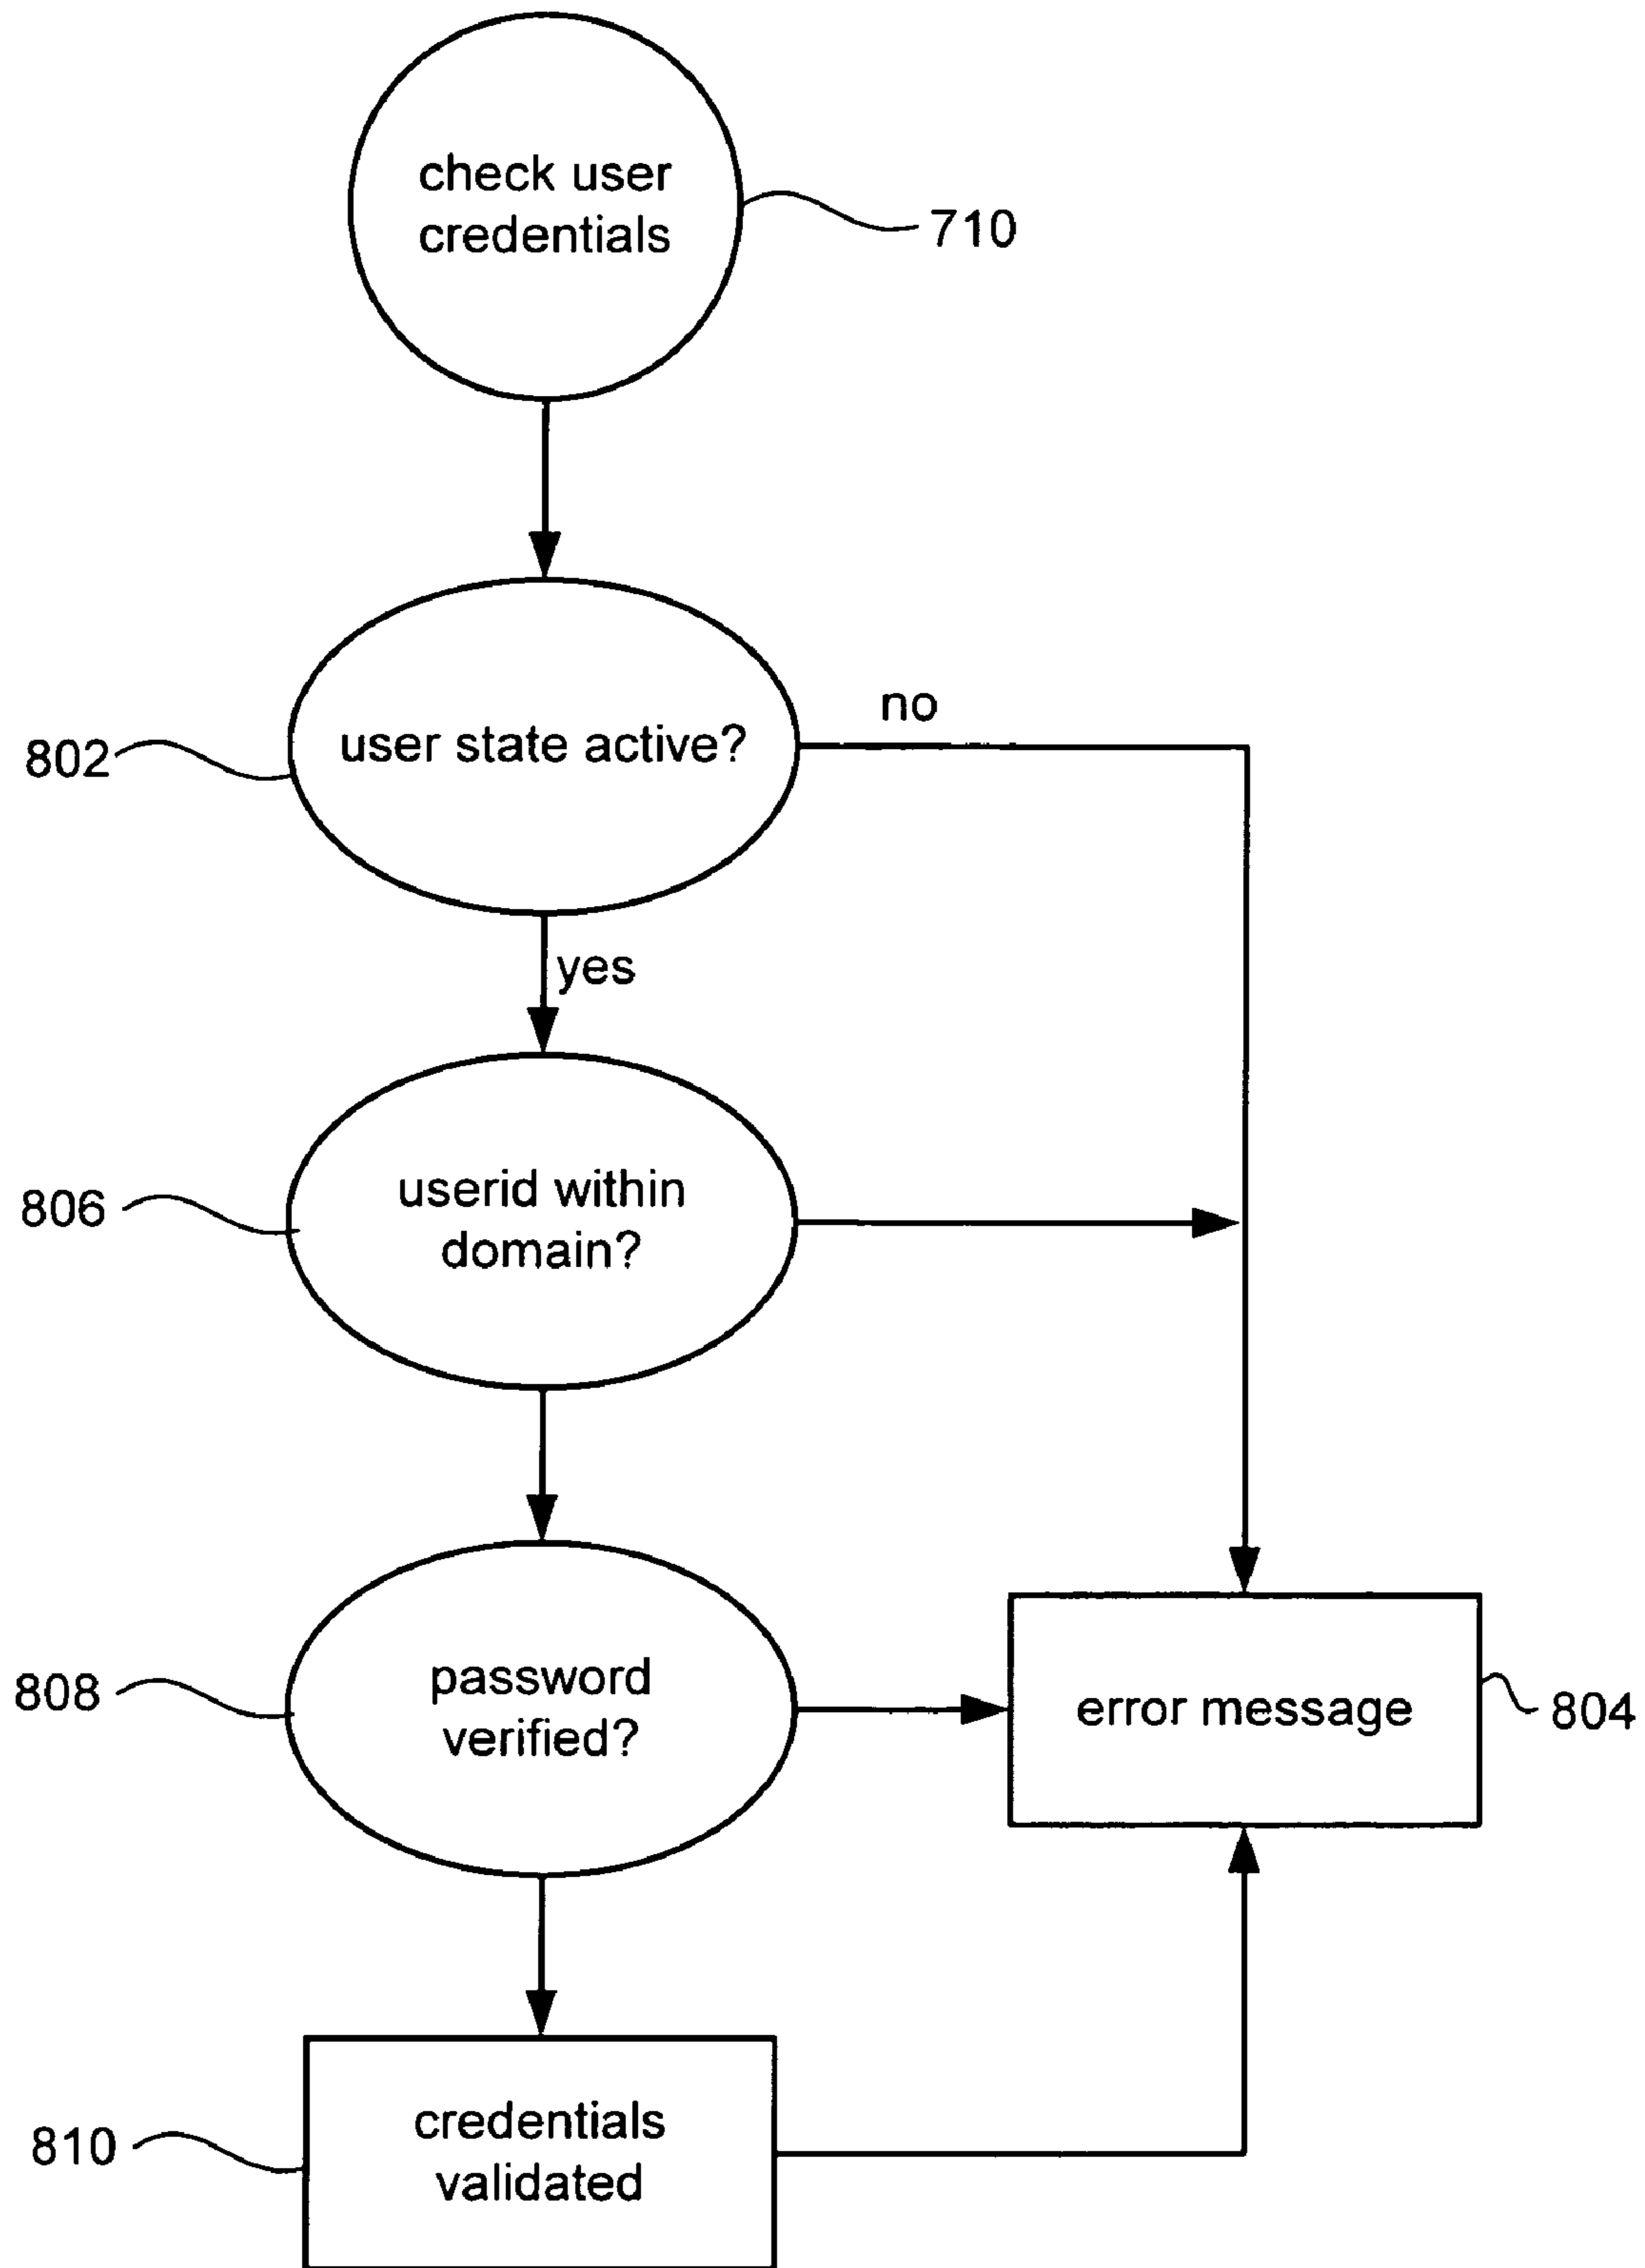 check user
credentials
710
no
user state active?
802
yes
userid within
domain?
806
password
verified?
808
error message
804
credentials
validated
810